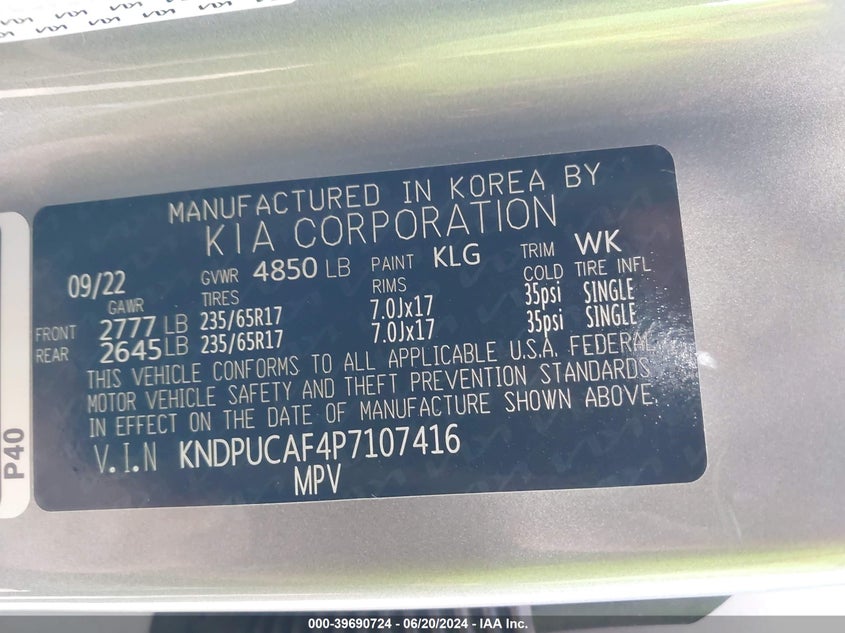 MANUFACTURED IN KOREA BY
KIA CORPORATION
09/22 GVWR 4850 LB PAINT KLG TRIM WK
GAWR TIRES RIMS COLD TIRE INFL
FRONT 2777 LB 235/65R17 7.0Jx17 35psi SINGLE
REAR 2645 LB 235/65R17 7.0Jx17 35psi SINGLE
THIS VEHICLE CONFORMS TO ALL APPLICABLE U.S.A. FEDERAL
MOTOR VEHICLE SAFETY AND THEFT PREVENTION STANDARDS
IN EFFECT ON THE DATE OF MANUFACTURE SHOWN ABOVE.
V.I.N KNDPUCAF4P7107416
MPV
P40
000-39690724 - 06/20/2024 - IAA Inc.